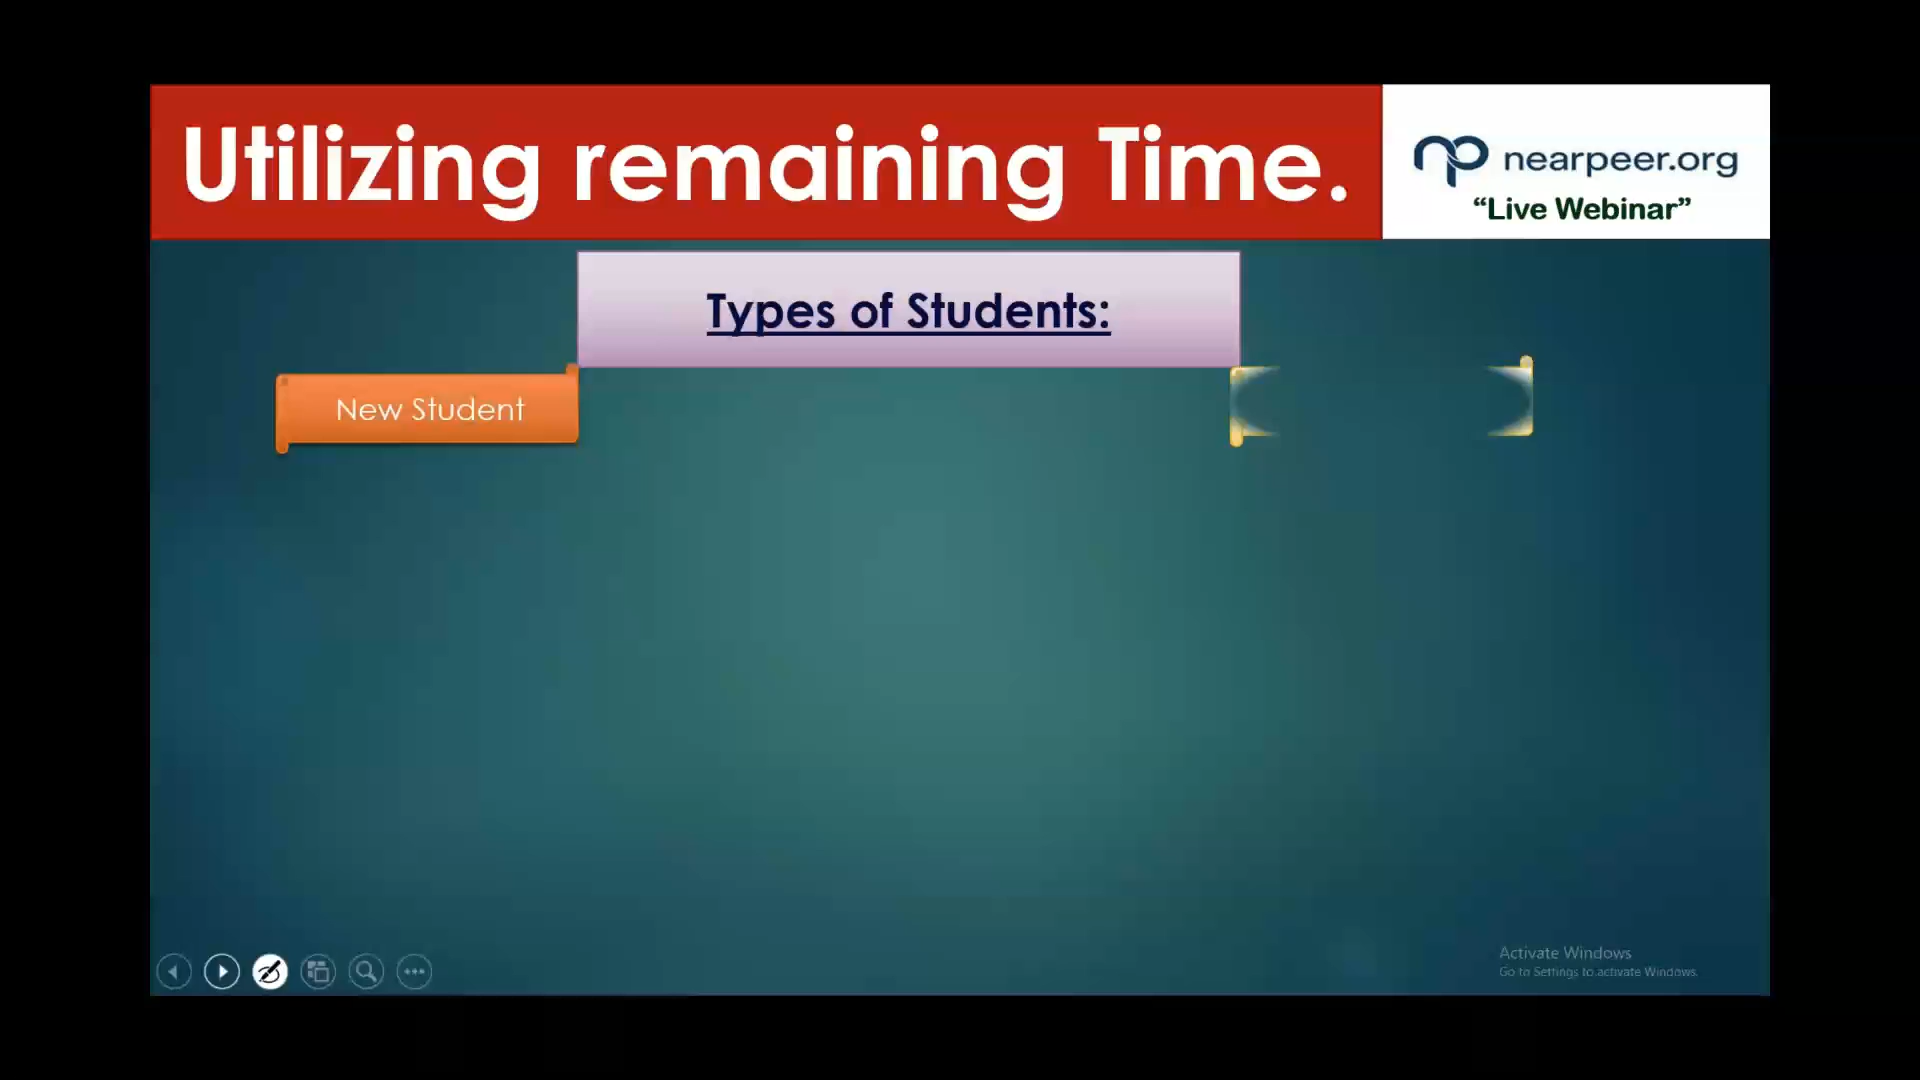 Utilizing remaining Time.
np nearpeer.org
“Live Webinar”
Types of Students:
New Student
Activate Windows
Go to Settings to activate Windows.